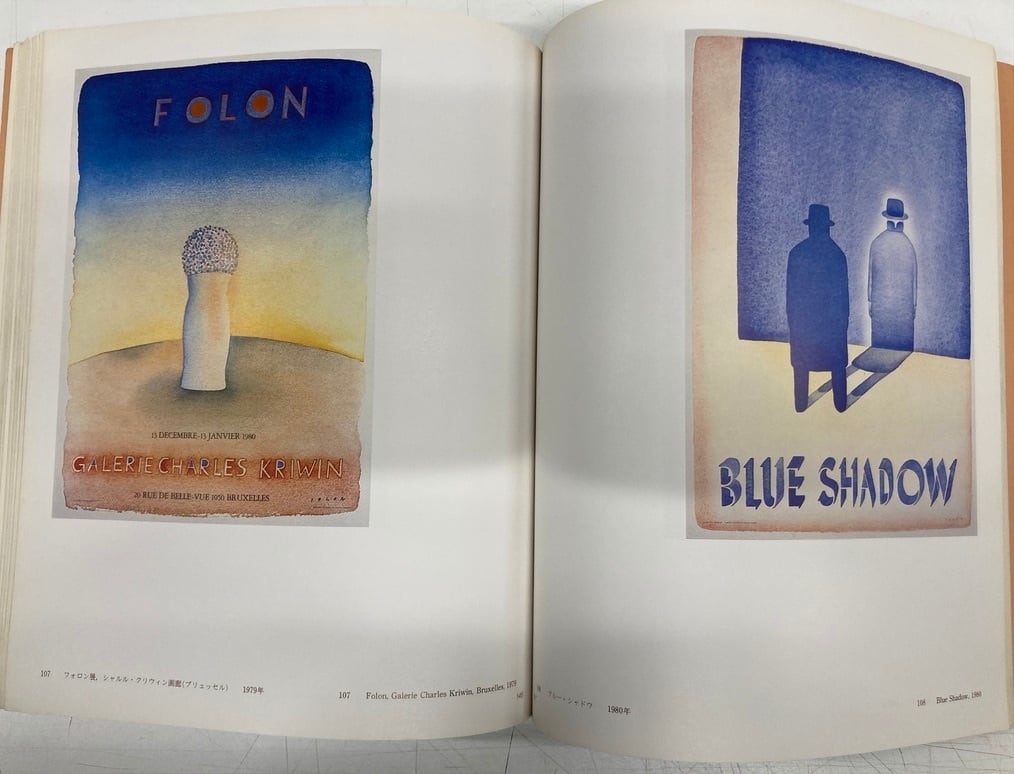 FOLON
13 DECEMBRE-13 JANVIER 1980
GALERIE CHARLES KRIWIN
20 RUE DE BELLE-VUE 1050 BRUXELLES
FOLON
107 フォロン展，シャルル・クリウィン画廊(ブリュッセル) 1979年
107 Folon, Galerie Charles Kriwin, Bruxelles, 1979
BLUE SHADOW
ブルー・シャドウ 1980年
108 Blue Shadow, 1980